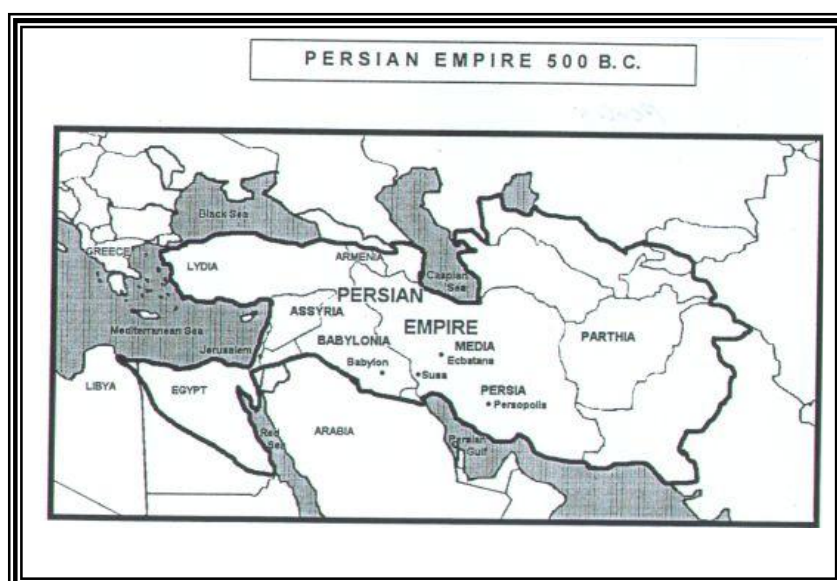 PERSIAN EMPIRE 500 B.C.
Black Sea
GREECE
LYDIA
ARMENIA
Caspian
Sea
PERSIAN
EMPIRE
ASSYRIA
Mediterranean Sea
BABYLONIA
MEDIA
PARTHIA
Jerusalem
Babylon
Ecbatana
Susa
LIBYA
EGYPT
PERSIA
Persopolis
Red
Sea
ARABIA
Persian
Gulf